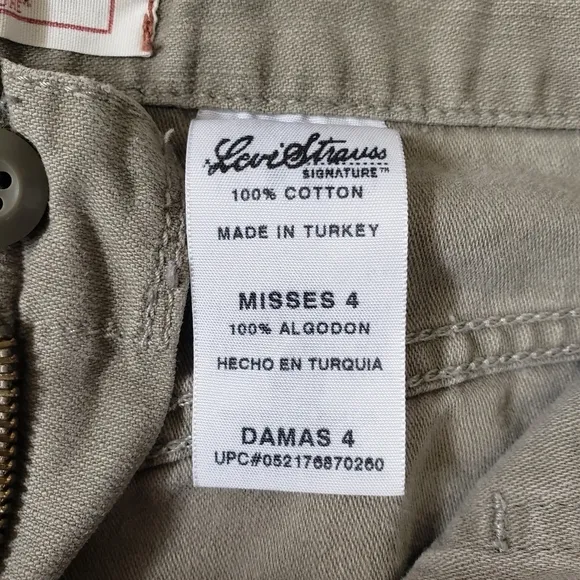 Levi Strauss
SIGNATURE™
100% COTTON
MADE IN TURKEY
MISSES 4
100% ALGODON
HECHO EN TURQUIA
DAMAS 4
UPC#052176870260